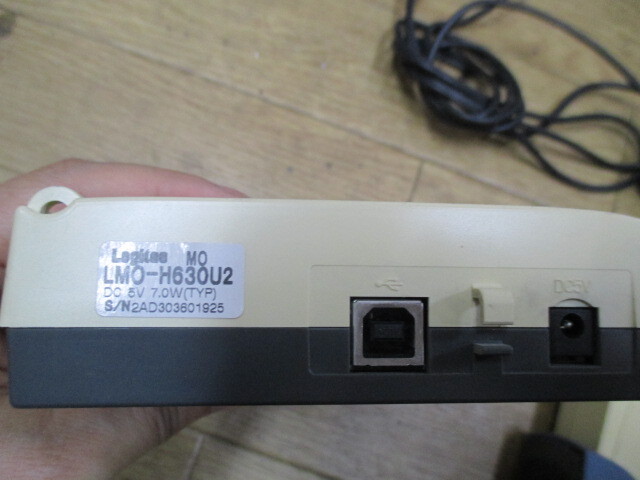 Logitec MO
LMO-H630U2
DC 5V 7.0W(TYP)
S/N2AD303601925
DC5V